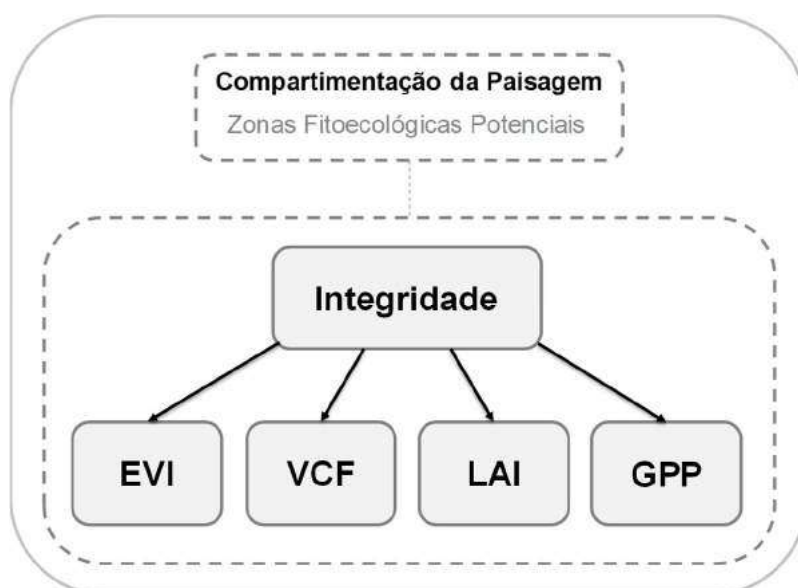 Compartimentação da Paisagem
Zonas Fitoecológicas Potenciais
Integridade
EVI
VCF
LAI
GPP